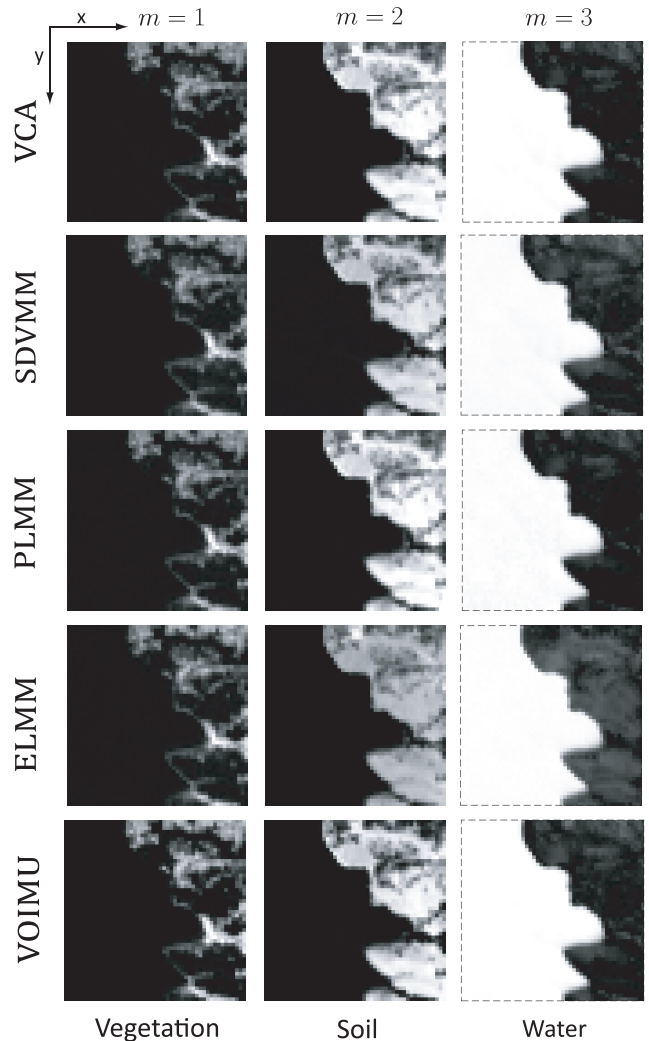 x m = 1 m = 2 m = 3
y
VCA
SDVMM
PLMM
ELMM
VOIMU
Vegetation Soil Water